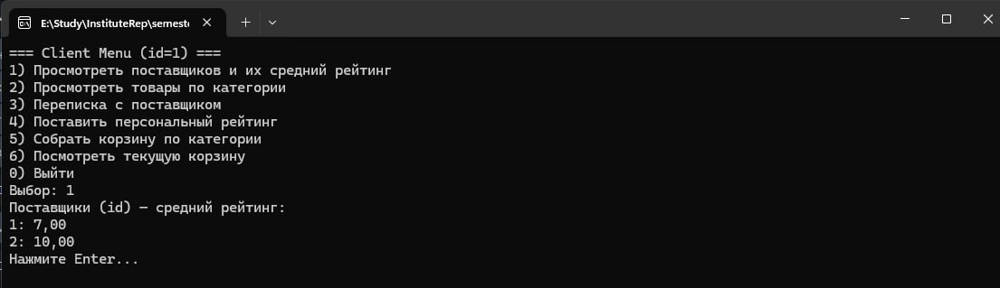 E:\Study\InstituteRep\semeste
=== Client Menu (id=1) ===
1) Просмотреть поставщиков и их средний рейтинг
2) Просмотреть товары по категории
3) Переписка с поставщиком
4) Поставить персональный рейтинг
5) Собрать корзину по категории
6) Посмотреть текущую корзину
0) Выйти
Выбор: 1
Поставщики (id) — средний рейтинг:
1: 7,00
2: 10,00
Нажмите Enter...